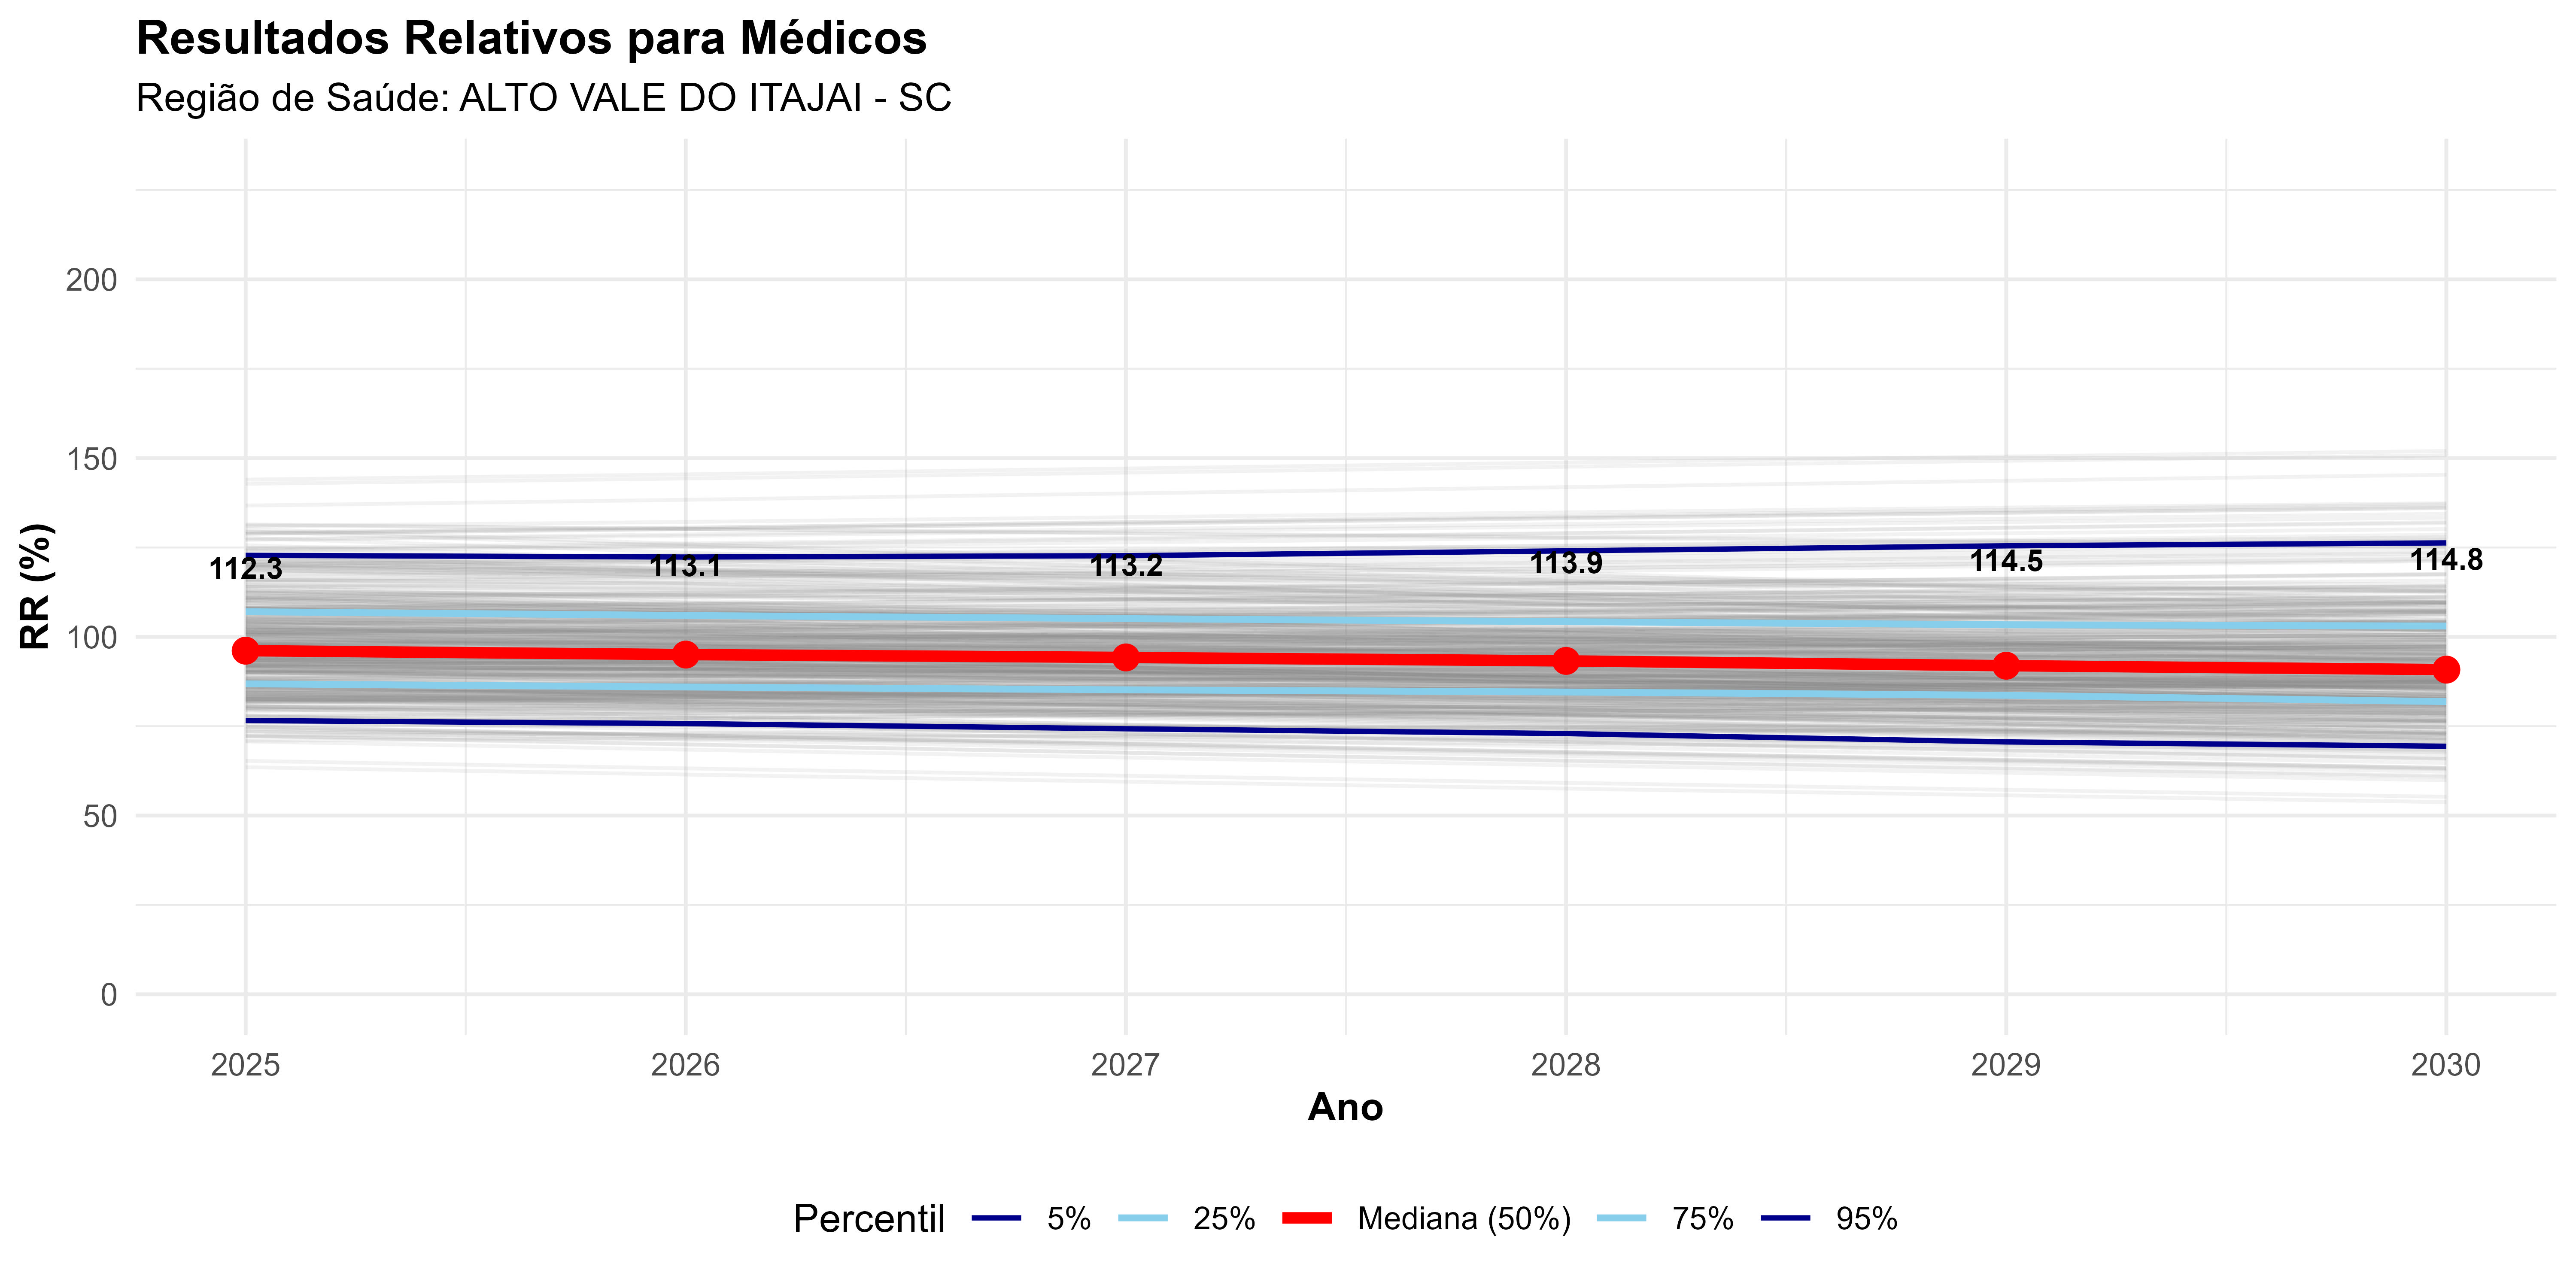 Resultados Relativos para Médicos
Região de Saúde: ALTO VALE DO ITAJAI - SC
RR (%)
200
150
100
50
0
112.3 113.1 113.2 113.9 114.5 114.8
2025 2026 2027 2028 2029 2030
Ano
Percentil 5% 25% Mediana (50%) 75% 95%